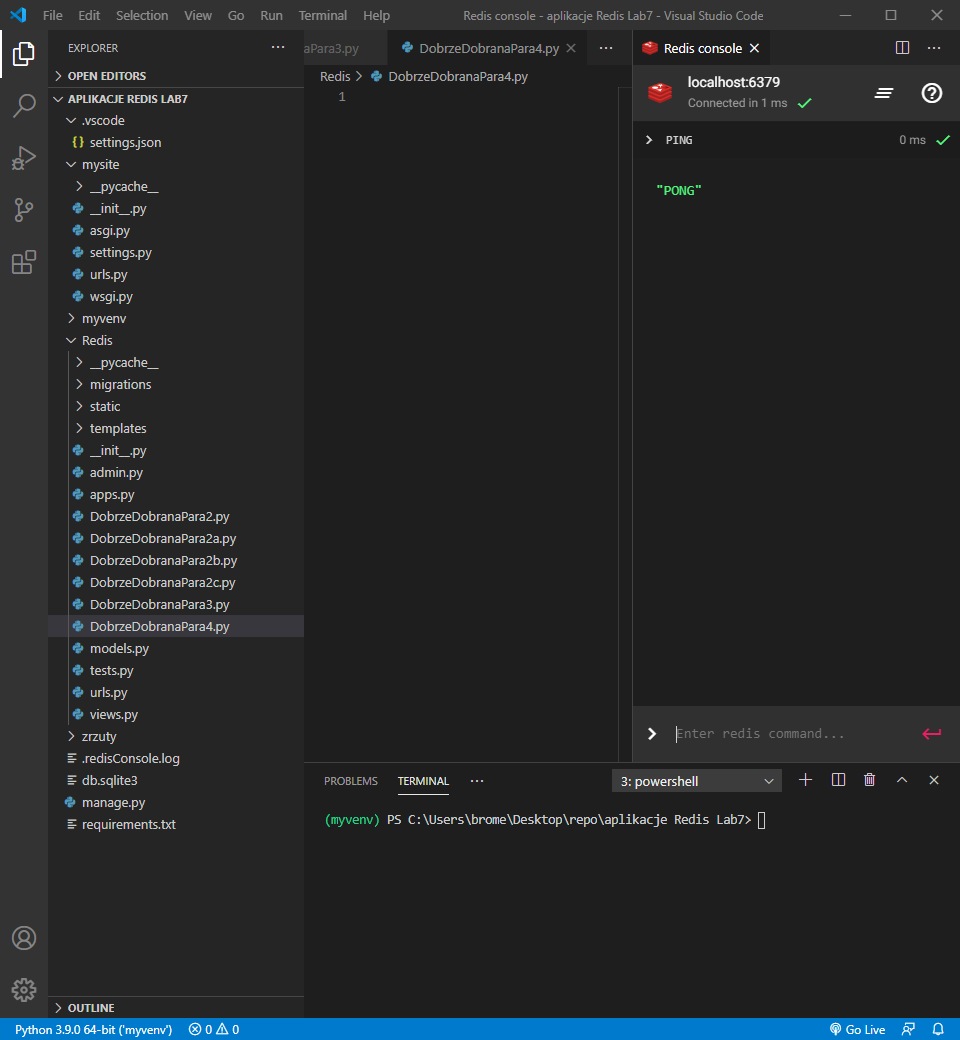 File Edit Selection View Go Run Terminal Help Redis console - aplikacje Redis Lab7 - Visual Studio Code
EXPLORER
OPEN EDITORS
APLIKACJE REDIS LAB7
.vscode
{} settings.json
mysite
__pycache__
__init__.py
asgi.py
settings.py
urls.py
wsgi.py
myvenv
Redis
__pycache__
migrations
static
templates
__init__.py
admin.py
apps.py
DobrzeDobranaPara2.py
DobrzeDobranaPara2a.py
DobrzeDobranaPara2b.py
DobrzeDobranaPara2c.py
DobrzeDobranaPara3.py
DobrzeDobranaPara4.py
models.py
tests.py
urls.py
views.py
zrzuty
.redisConsole.log
db.sqlite3
manage.py
requirements.txt
OUTLINE
aPara3.py DobrzeDobranaPara4.py
Redis > DobrzeDobranaPara4.py
1
Redis console
localhost:6379
Connected in 1 ms
PING 0 ms
"PONG"
Enter redis command...
PROBLEMS TERMINAL 3: powershell
(myvenv) PS C:\Users\brome\Desktop\repo\aplikacje Redis Lab7>
Python 3.9.0 64-bit ('myvenv') 0 0 Go Live